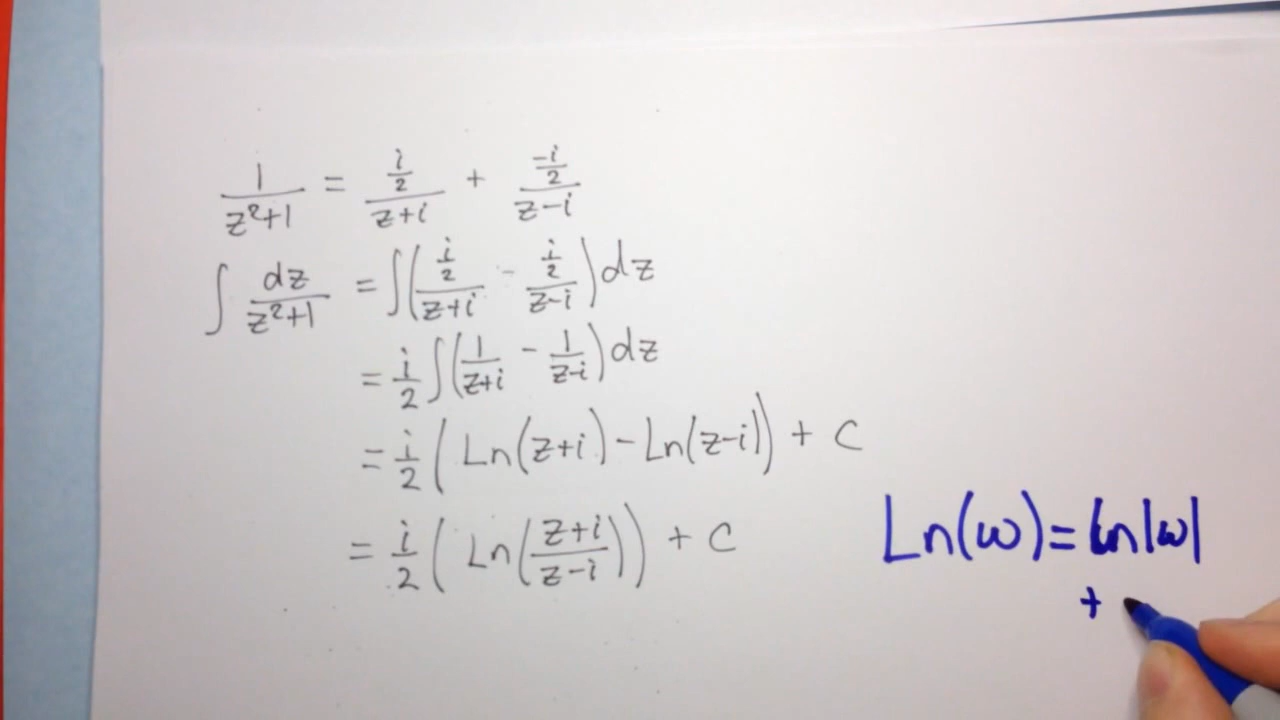 1/(z²+1) = (i/2)/(z+i) + (-i/2)/(z-i)
∫ dz/(z²+1) = ∫((i/2)/(z+i) - (i/2)/(z-i))dz
= i/2 ∫(1/(z+i) - 1/(z-i))dz
= i/2 (Ln(z+i) - Ln(z-i)) + C
= i/2 (Ln((z+i)/(z-i))) + C
Ln(ω) = ln|ω|
+